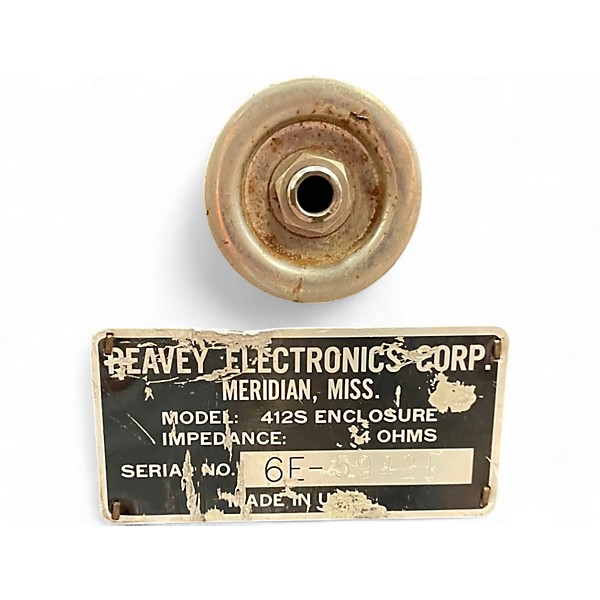 PEAVEY ELECTRONICS CORP.
MERIDIAN, MISS.
MODEL: 412S ENCLOSURE
IMPEDANCE: 4 OHMS
SERIAL NO. 6E-
MADE IN U